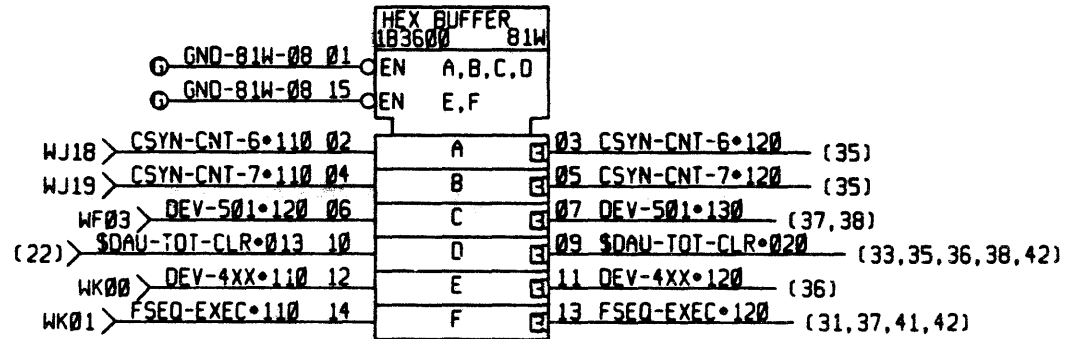 HEX BUFFER
1B3600 81W
G GND-81W-08 01 EN A,B,C,D
G GND-81W-08 15 EN E,F
WJ18 CSYN-CNT-6•110 02 A 03 CSYN-CNT-6•120 (35)
WJ19 CSYN-CNT-7•110 04 B 05 CSYN-CNT-7•120 (35)
WF03 DEV-501•120 06 C 07 DEV-501•130 (37,38)
(22) $DAU-TOT-CLR•013 10 D 09 $DAU-TOT-CLR•020 (33,35,36,38,42)
WK00 DEV-4XX•110 12 E 11 DEV-4XX•120 (36)
WK01 FSEQ-EXEC•110 14 F 13 FSEQ-EXEC•120 (31,37,41,42)